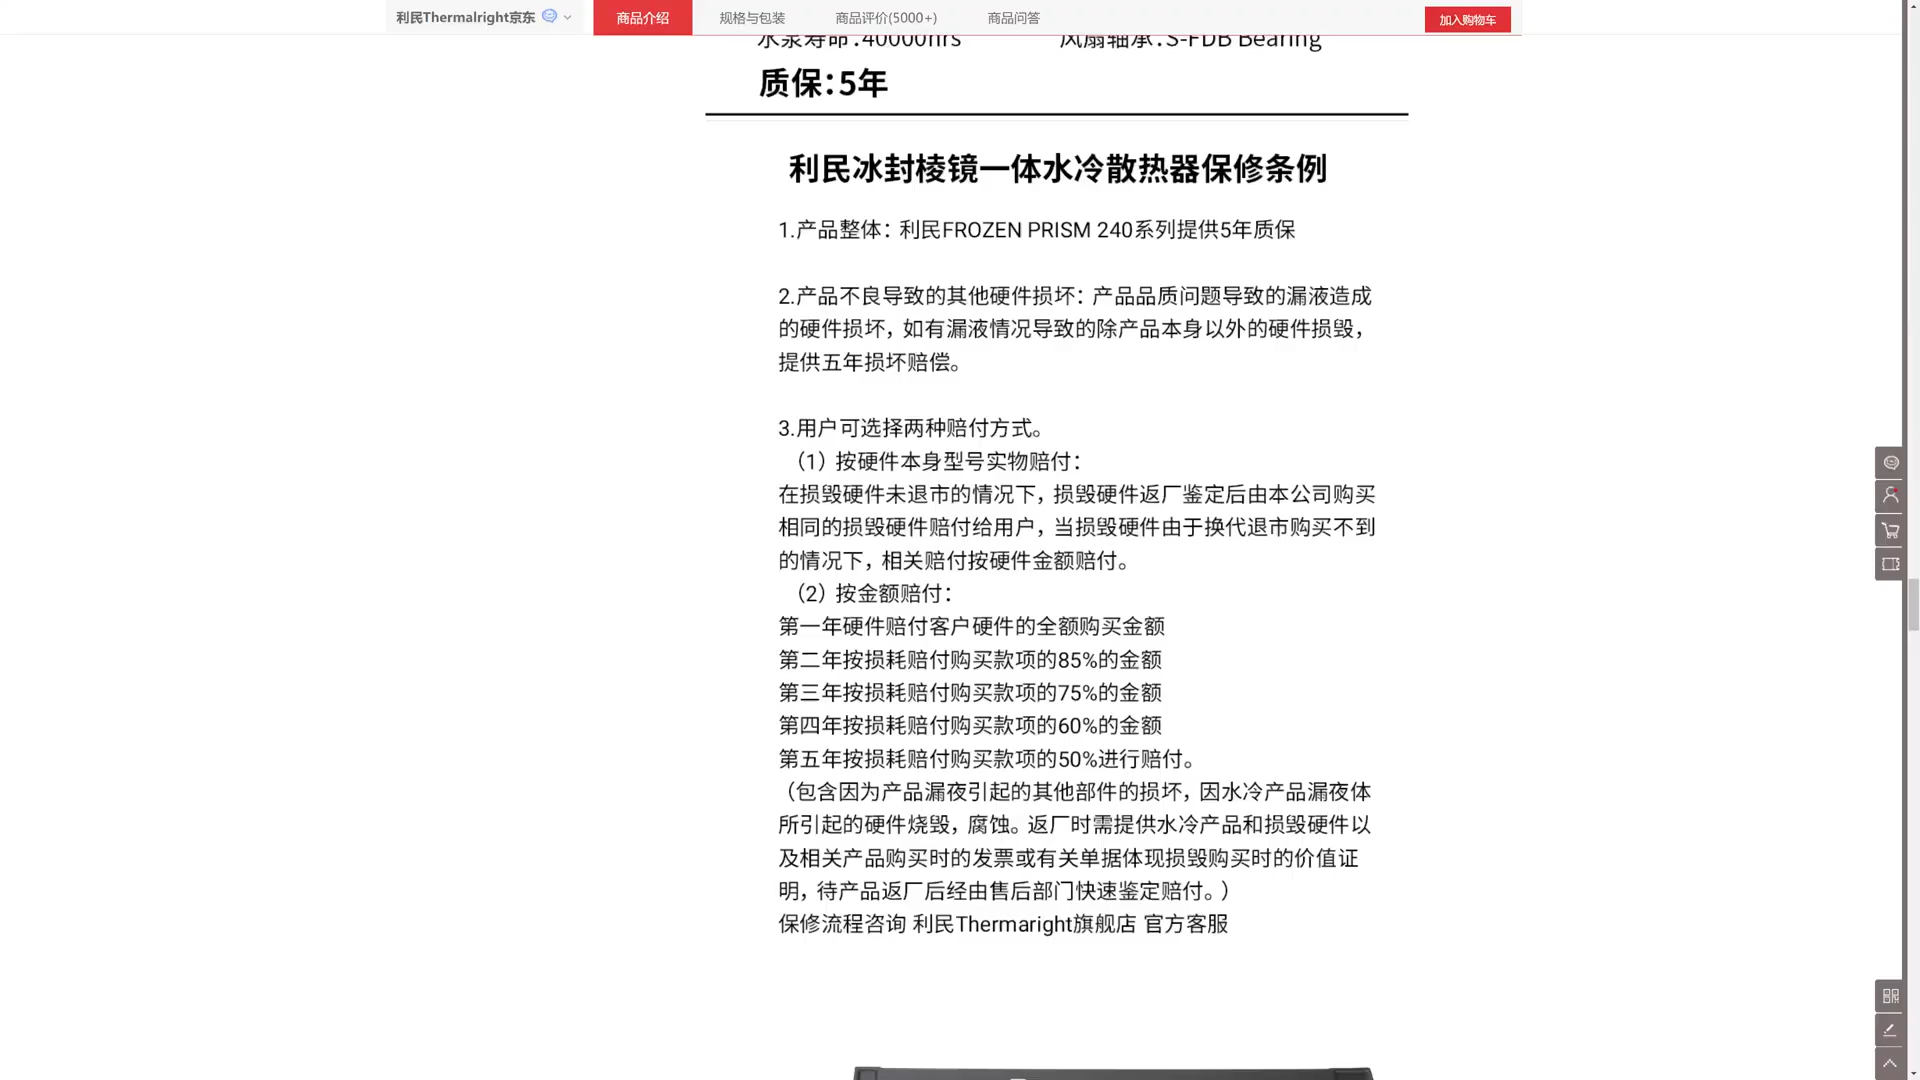 利民Thermalright京东
商品介绍
规格与包装
商品评价(5000+)
商品问答
加入购物车
水泵寿命:40000hrs
风扇轴承:S-FDB Bearing
质保:5年
利民冰封棱镜一体水冷散热器保修条例
1.产品整体：利民FROZEN PRISM 240系列提供5年质保
2.产品不良导致的其他硬件损坏：产品品质问题导致的漏液造成
的硬件损坏，如有漏液情况导致的除产品本身以外的硬件损毁，
提供五年损坏赔偿。
3.用户可选择两种赔付方式。
（1）按硬件本身型号实物赔付：
在损毁硬件未退市的情况下，损毁硬件返厂鉴定后由本公司购买
相同的损毁硬件赔付给用户，当损毁硬件由于换代退市购买不到
的情况下，相关赔付按硬件金额赔付。
（2）按金额赔付：
第一年硬件赔付客户硬件的全额购买金额
第二年按损耗赔付购买款项的85%的金额
第三年按损耗赔付购买款项的75%的金额
第四年按损耗赔付购买款项的60%的金额
第五年按损耗赔付购买款项的50%进行赔付。
（包含因为产品漏夜引起的其他部件的损坏，因水冷产品漏夜体
所引起的硬件烧毁，腐蚀。返厂时需提供水冷产品和损毁硬件以
及相关产品购买时的发票或有关单据体现损毁购买时的价值证
明，待产品返厂后经由售后部门快速鉴定赔付。）
保修流程咨询 利民Thermaright旗舰店 官方客服